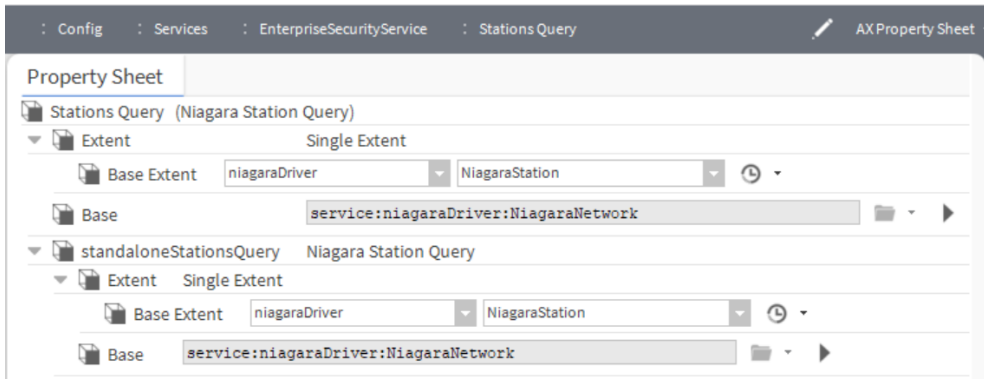 : Config : Services : EnterpriseSecurityService : Stations Query AX Property Sheet
Property Sheet
Stations Query (Niagara Station Query)
Extent Single Extent
Base Extent niagaraDriver NiagaraStation
Base service:niagaraDriver:NiagaraNetwork
standaloneStationsQuery Niagara Station Query
Extent Single Extent
Base Extent niagaraDriver NiagaraStation
Base service:niagaraDriver:NiagaraNetwork